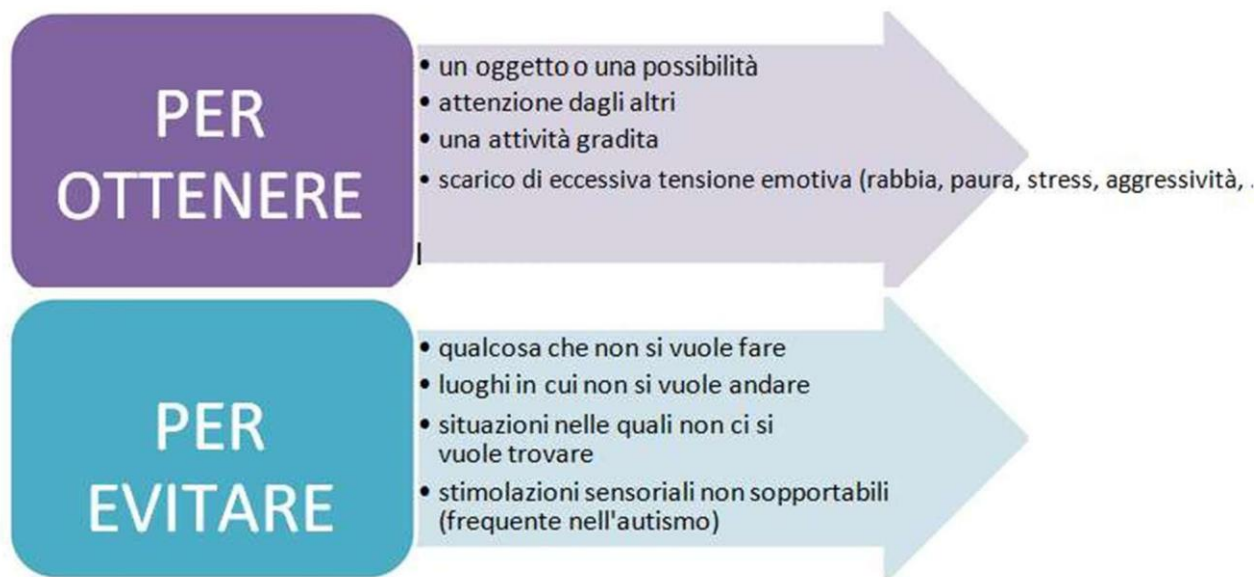 PER
OTTENERE
• un oggetto o una possibilità
• attenzione dagli altri
• una attività gradita
• scarico di eccessiva tensione emotiva (rabbia, paura, stress, aggressività, .
PER
EVITARE
• qualcosa che non si vuole fare
• luoghi in cui non si vuole andare
• situazioni nelle quali non ci si
vuole trovare
• stimolazioni sensoriali non sopportabili
(frequente nell'autismo)